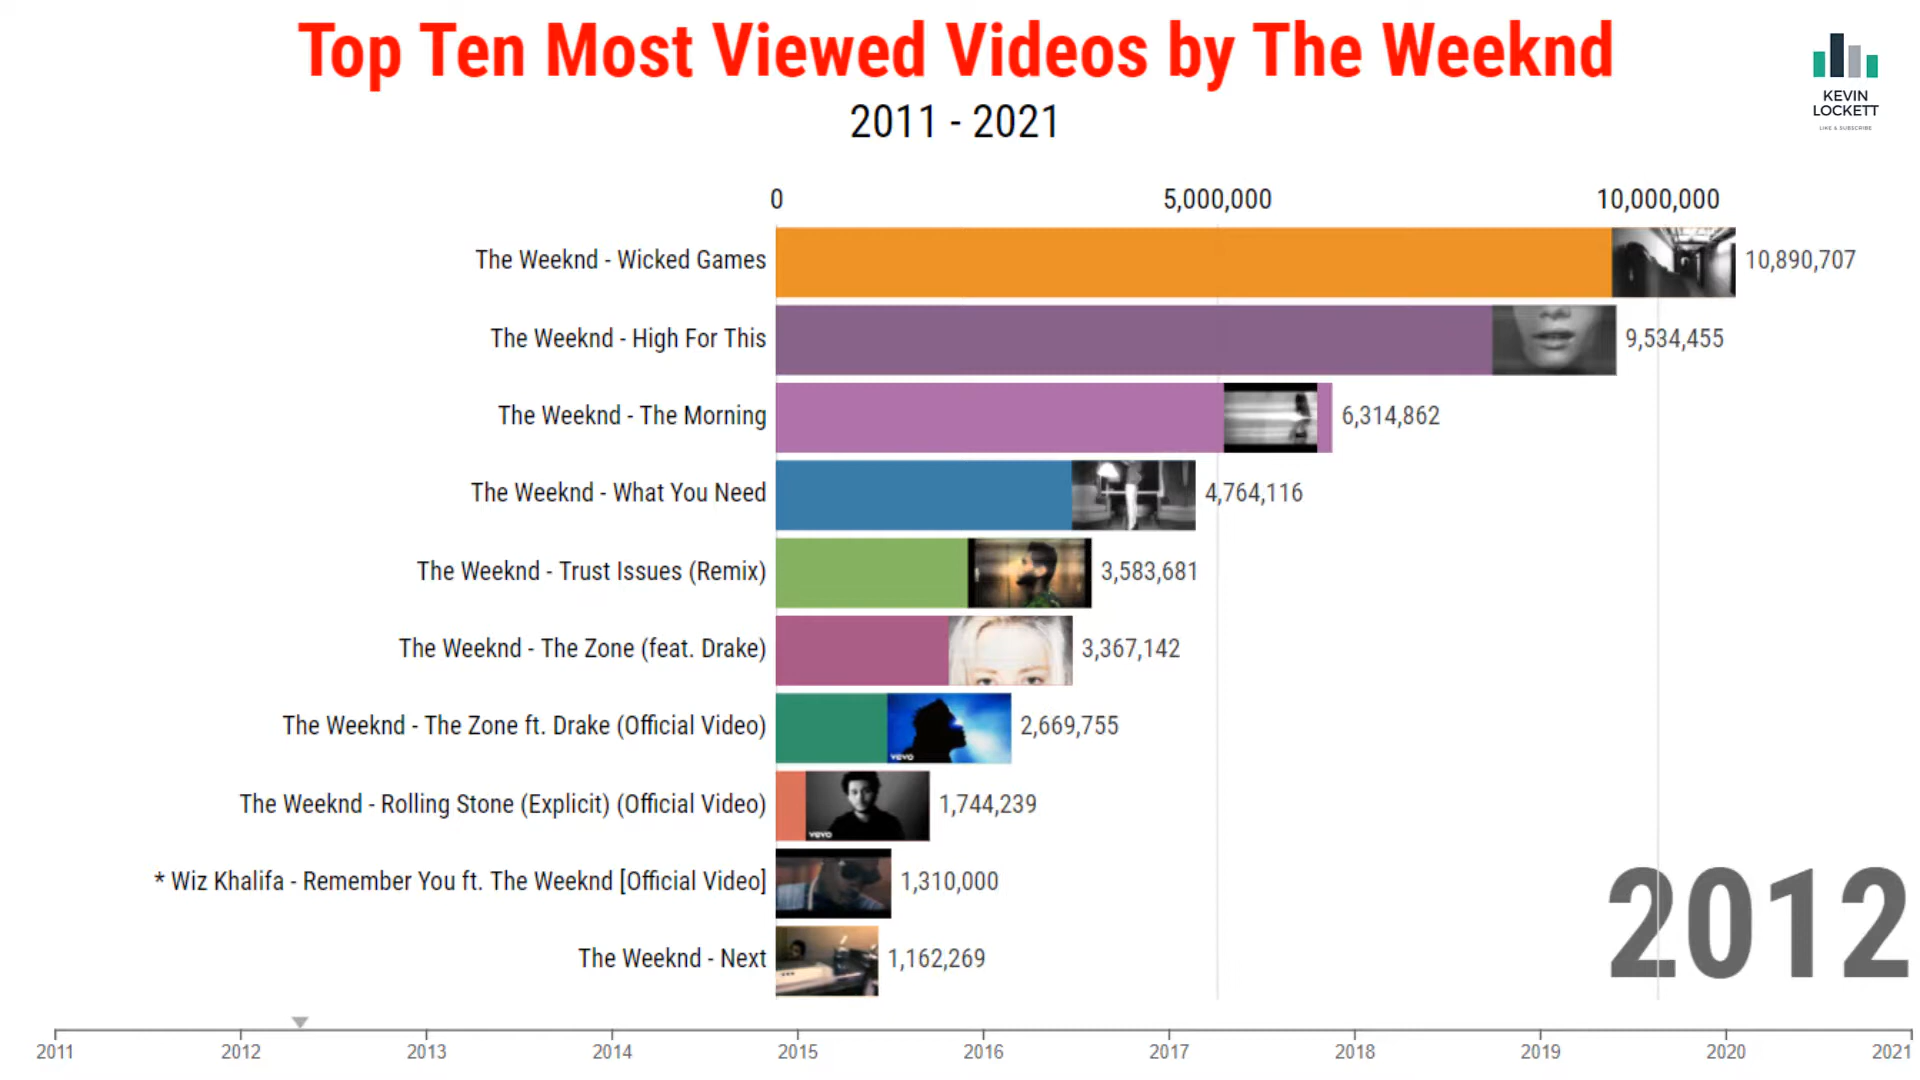 Top Ten Most Viewed Videos by The Weeknd
2011 - 2021
KEVIN
LOCKETT
LIKE & SUBSCRIBE
0 5,000,000 10,000,000
The Weeknd - Wicked Games 10,890,707
The Weeknd - High For This 9,534,455
The Weeknd - The Morning 6,314,862
The Weeknd - What You Need 4,764,116
The Weeknd - Trust Issues (Remix) 3,583,681
The Weeknd - The Zone (feat. Drake) 3,367,142
The Weeknd - The Zone ft. Drake (Official Video) vevo 2,669,755
The Weeknd - Rolling Stone (Explicit) (Official Video) vevo 1,744,239
* Wiz Khalifa - Remember You ft. The Weeknd [Official Video] 1,310,000
The Weeknd - Next 1,162,269
2012
2011 2012 2013 2014 2015 2016 2017 2018 2019 2020 2021